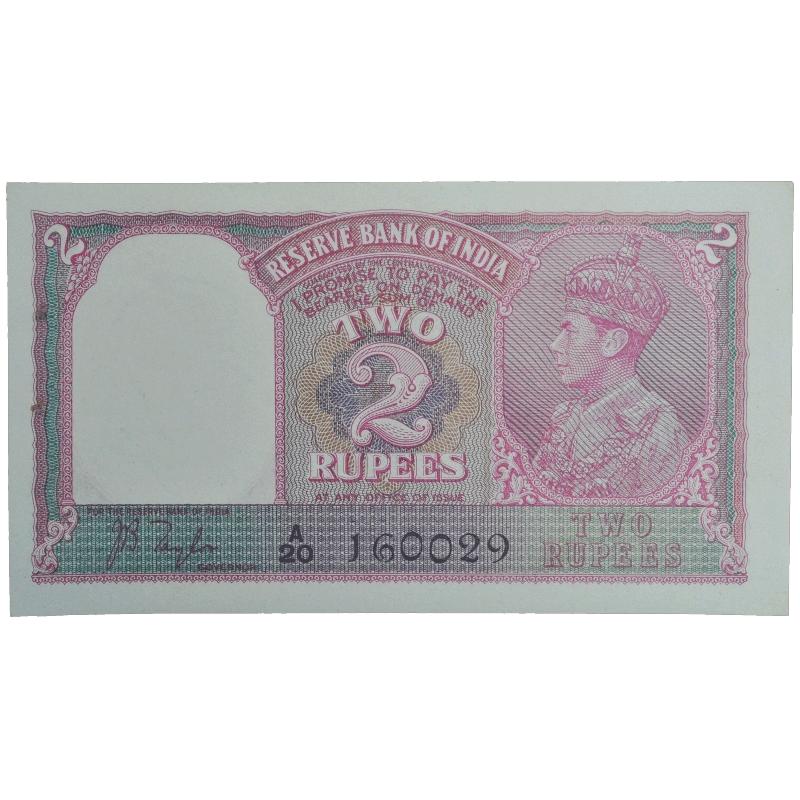 2
2
RESERVE BANK OF INDIA
GUARANTEED BY THE CENTRAL GOVERNMENT
I PROMISE TO PAY THE
BEARER ON DEMAND
THE SUM OF
TWO
2
RUPEES
AT ANY OFFICE OF ISSUE
FOR THE RESERVE BANK OF INDIA
J B Taylor
GOVERNOR
A/20 160029
TWO
RUPEES